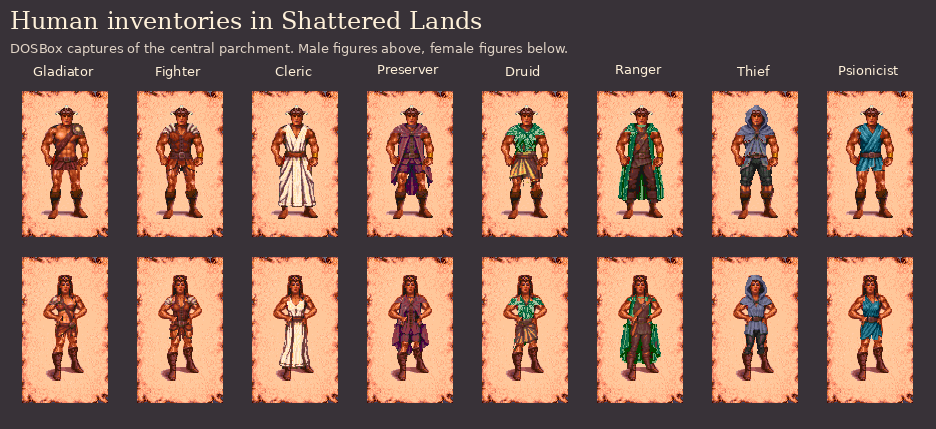 Human inventories in Shattered Lands
DOSBox captures of the central parchment. Male figures above, female figures below.
Gladiator Fighter Cleric Preserver Druid Ranger Thief Psionicist